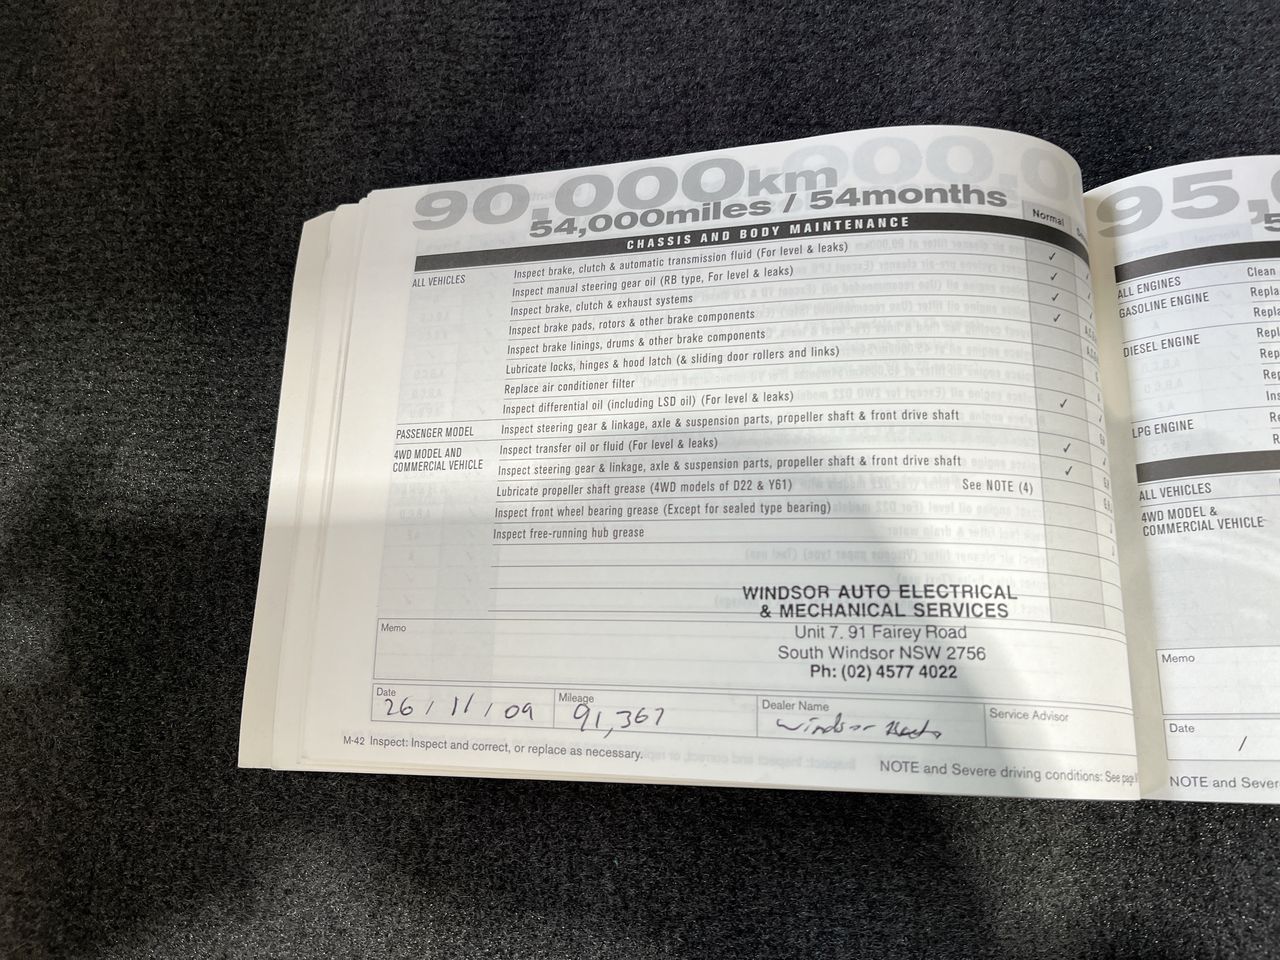 90,000km
54,000miles / 54months
CHASSIS AND BODY MAINTENANCE
Normal
ALL VEHICLES
Inspect brake, clutch & automatic transmission fluid (For level & leaks) ✓
Inspect manual steering gear oil (RB type, For level & leaks) ✓
Inspect brake, clutch & exhaust systems ✓
Inspect brake pads, rotors & other brake components ✓
Inspect brake linings, drums & other brake components
Lubricate locks, hinges & hood latch (& sliding door rollers and links)
Replace air conditioner filter
Inspect differential oil (including LSD oil) (For level & leaks) ✓
PASSENGER MODEL
Inspect steering gear & linkage, axle & suspension parts, propeller shaft & front drive shaft
4WD MODEL AND
COMMERCIAL VEHICLE
Inspect transfer oil or fluid (For level & leaks) ✓
Inspect steering gear & linkage, axle & suspension parts, propeller shaft & front drive shaft ✓
Lubricate propeller shaft grease (4WD models of D22 & Y61) See NOTE (4)
Inspect front wheel bearing grease (Except for sealed type bearing)
Inspect free-running hub grease
WINDSOR AUTO ELECTRICAL
& MECHANICAL SERVICES
Unit 7, 91 Fairey Road
South Windsor NSW 2756
Ph: (02) 4577 4022
Memo
Date
26 / 11 / 09
Mileage
91,367
Dealer Name
Windsor Auto
Service Advisor
M-42 Inspect: Inspect and correct, or replace as necessary.
NOTE and Severe driving conditions: See page
95,
ALL ENGINES
Clean
GASOLINE ENGINE
DIESEL ENGINE
LPG ENGINE
ALL VEHICLES
4WD MODEL &
COMMERCIAL VEHICLE
Memo
Date
/
NOTE and